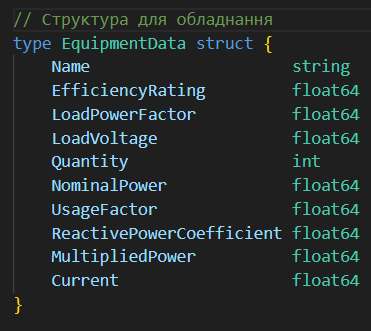 // Структура для обладнання
type EquipmentData struct {
    Name                     string
    EfficiencyRating         float64
    LoadPowerFactor          float64
    LoadVoltage              float64
    Quantity                 int
    NominalPower             float64
    UsageFactor              float64
    ReactivePowerCoefficient float64
    MultipliedPower          float64
    Current                  float64
}